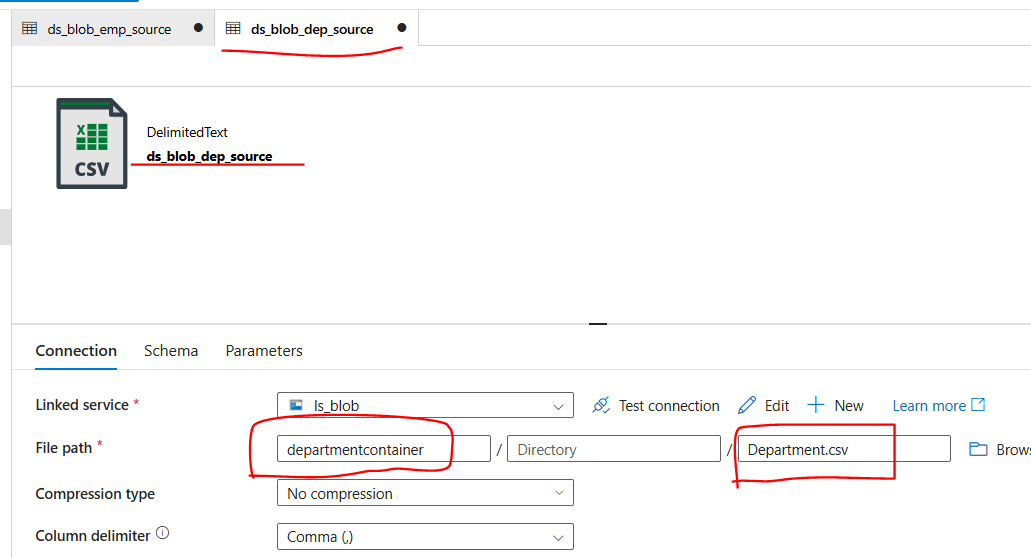 ds_blob_emp_source ● ds_blob_dep_source ●
DelimitedText
ds_blob_dep_source
X
CSV
Connection Schema Parameters
Linked service * ls_blob Test connection Edit New Learn more
File path * departmentcontainer / Directory / Department.csv Brows
Compression type No compression
Column delimiter Comma (,)